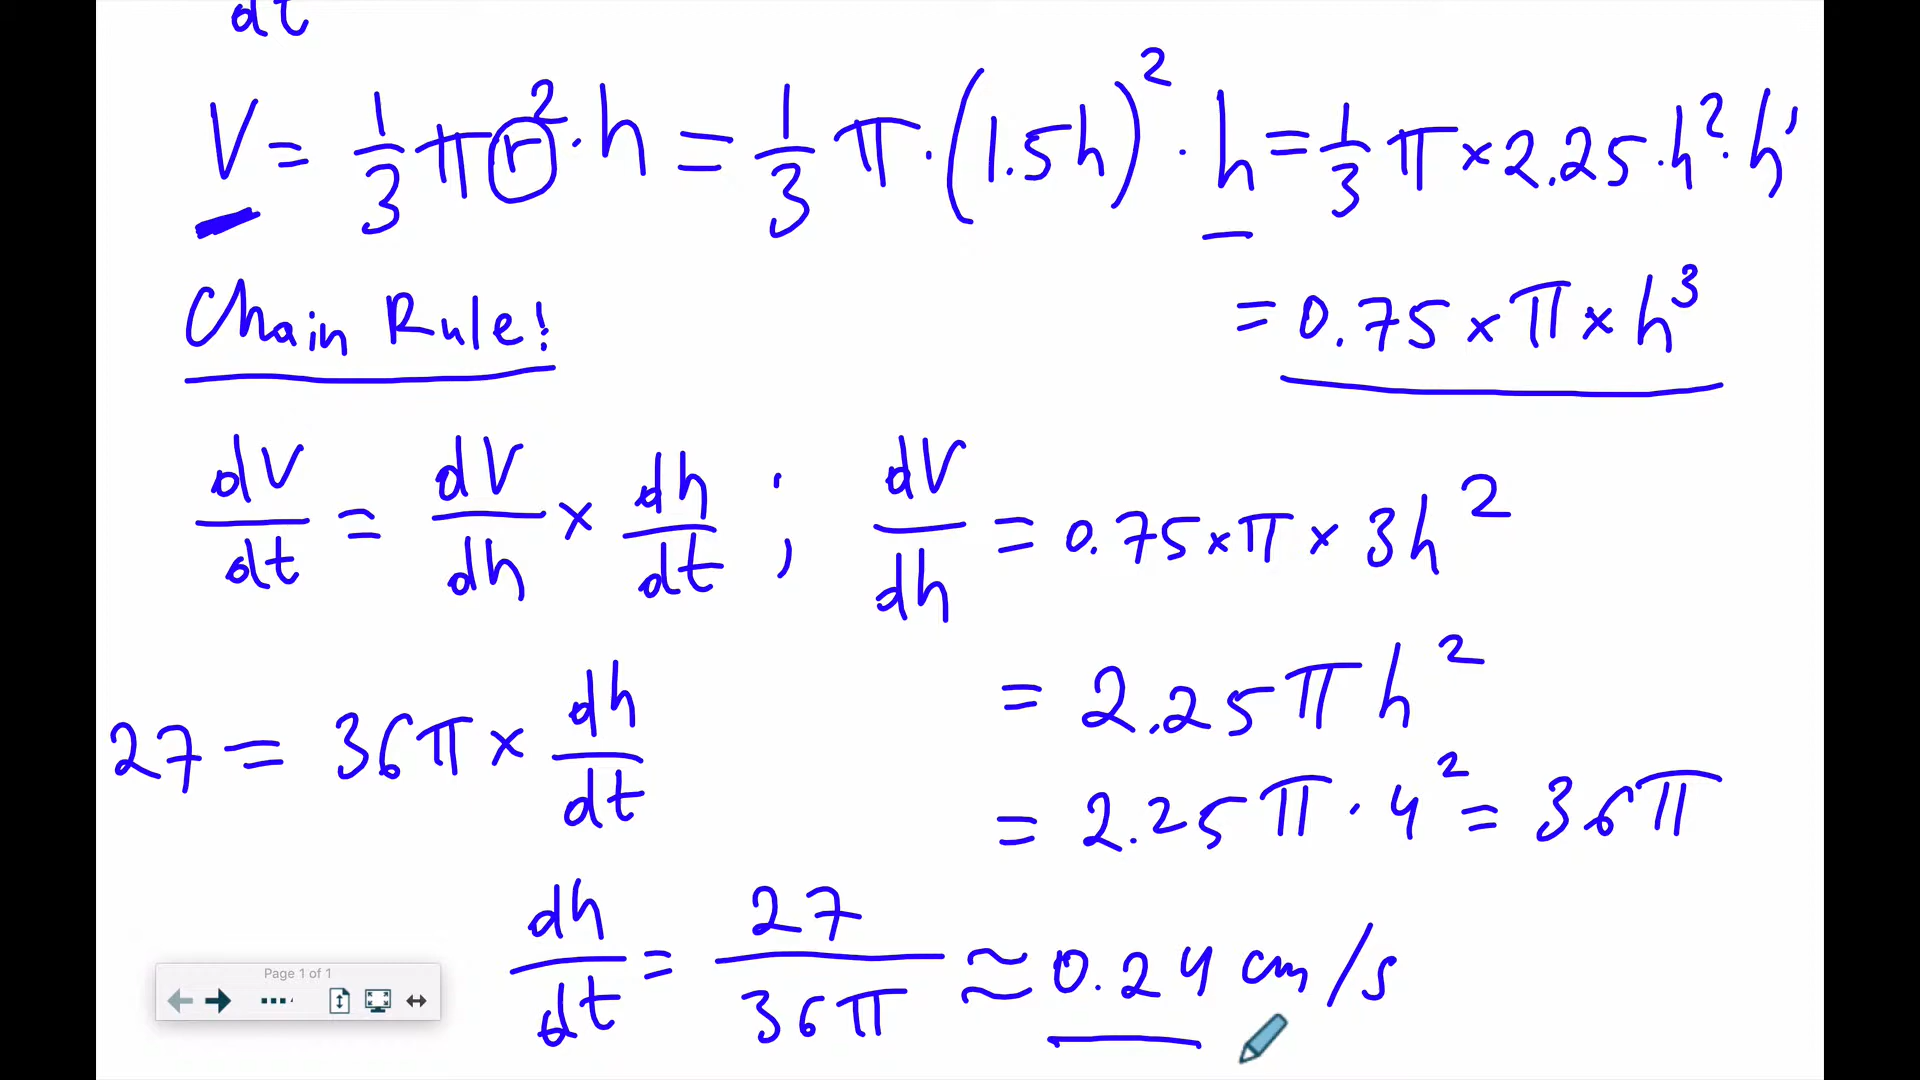 dt
V = 1/3 π r² · h = 1/3 π · (1.5h)² · h = 1/3 π × 2.25 · h² · h¹
= 0.75 × π × h³
Chain Rule!
dV/dt = dV/dh × dh/dt ; dV/dh = 0.75 × π × 3h²
= 2.25 π h²
27 = 36π × dh/dt
= 2.25 π · 4² = 36π
dh/dt = 27/36π ≈ 0.24 cm/s
Page 1 of 1